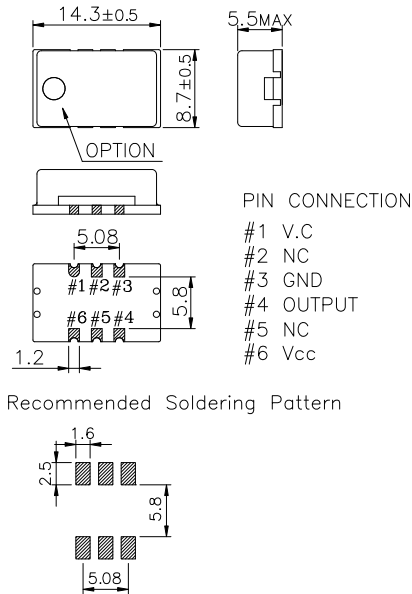 14.3±0.5
5.5MAX
8.7±0.5
OPTION
5.08
#1 #2 #3
#6 #5 #4
5.8
1.2
PIN CONNECTION
#1 V.C
#2 NC
#3 GND
#4 OUTPUT
#5 NC
#6 Vcc
Recommended Soldering Pattern
1.6
2.5
5.8
5.08